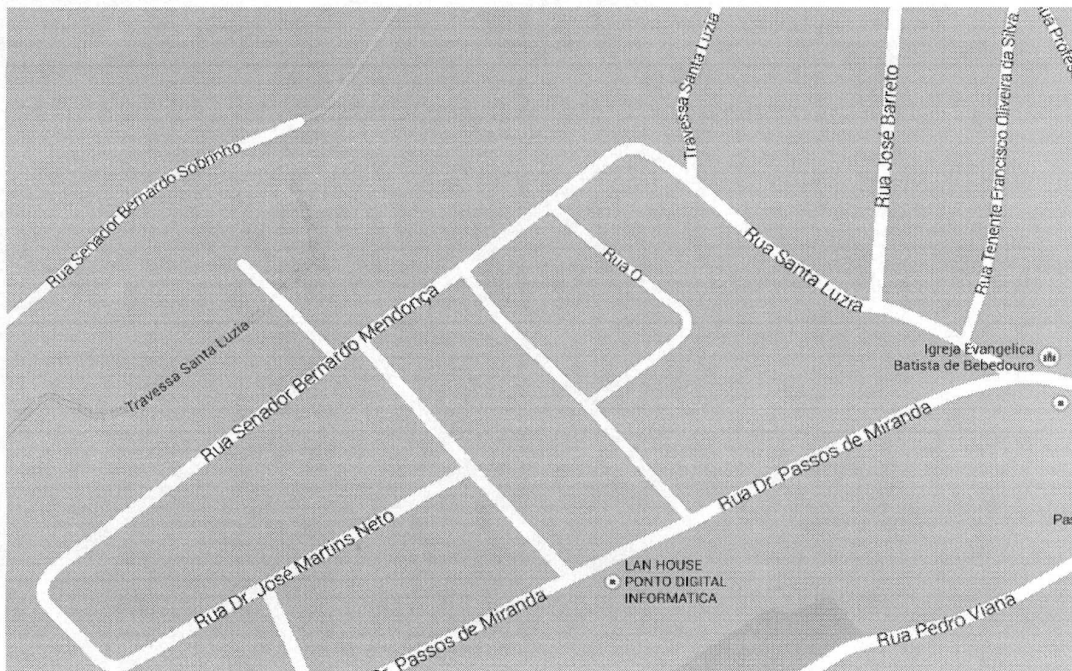 Travessa Santa Luzia
Rua José Barreto
Rua Tenente Francisco Oliveira da Silva
Rua Senador Bernardo Sobrinho
Rua O
Rua Santa Luzia
Travessa Santa Luzia
Rua Senador Bernardo Mendonça
Igreja Evangelica
Batista de Bebedouro
Rua Dr. Passos de Miranda
Rua Dr. José Martins Neto
LAN HOUSE
PONTO DIGITAL
INFORMATICA
Passos de Miranda
Rua Pedro Viana